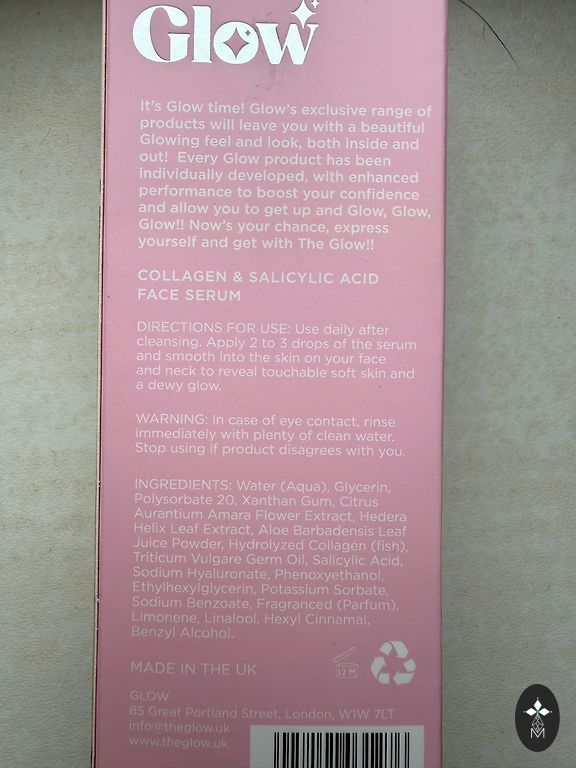 Glow
It's Glow time! Glow's exclusive range of
products will leave you with a beautiful
Glowing feel and look, both inside and
out! Every Glow product has been
individually developed, with enhanced
performance to boost your confidence
and allow you to get up and Glow, Glow,
Glow!! Now's your chance, express
yourself and get with The Glow!!
COLLAGEN & SALICYLIC ACID
FACE SERUM
DIRECTIONS FOR USE: Use daily after
cleansing. Apply 2 to 3 drops of the serum
and smooth into the skin on your face
and neck to reveal touchable soft skin and
a dewy glow.
WARNING: In case of eye contact, rinse
immediately with plenty of clean water.
Stop using if product disagrees with you.
INGREDIENTS: Water (Aqua), Glycerin,
Polysorbate 20, Xanthan Gum, Citrus
Aurantium Amara Flower Extract, Hedera
Helix Leaf Extract, Aloe Barbadensis Leaf
Juice Powder, Hydrolyzed Collagen (fish),
Triticum Vulgare Germ Oil, Salicylic Acid,
Sodium Hyaluronate, Phenoxyethanol,
Ethylhexylglycerin, Potassium Sorbate,
Sodium Benzoate, Fragranced (Parfum),
Limonene, Linalool, Hexyl Cinnamal,
Benzyl Alcohol.
MADE IN THE UK
12 M
GLOW
85 Great Portland Street, London, W1W 7LT
info@theglow.uk
www.theglow.uk
M